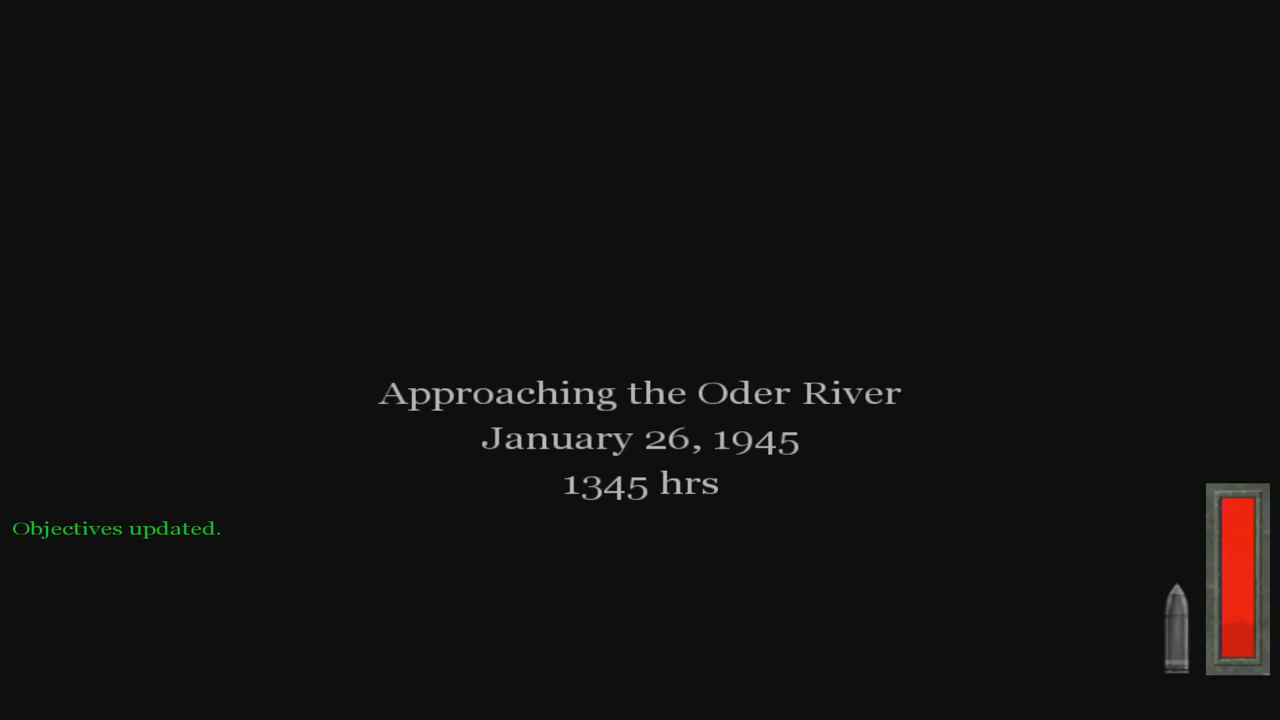 Approaching the Oder River
January 26, 1945
1345 hrs
Objectives updated.